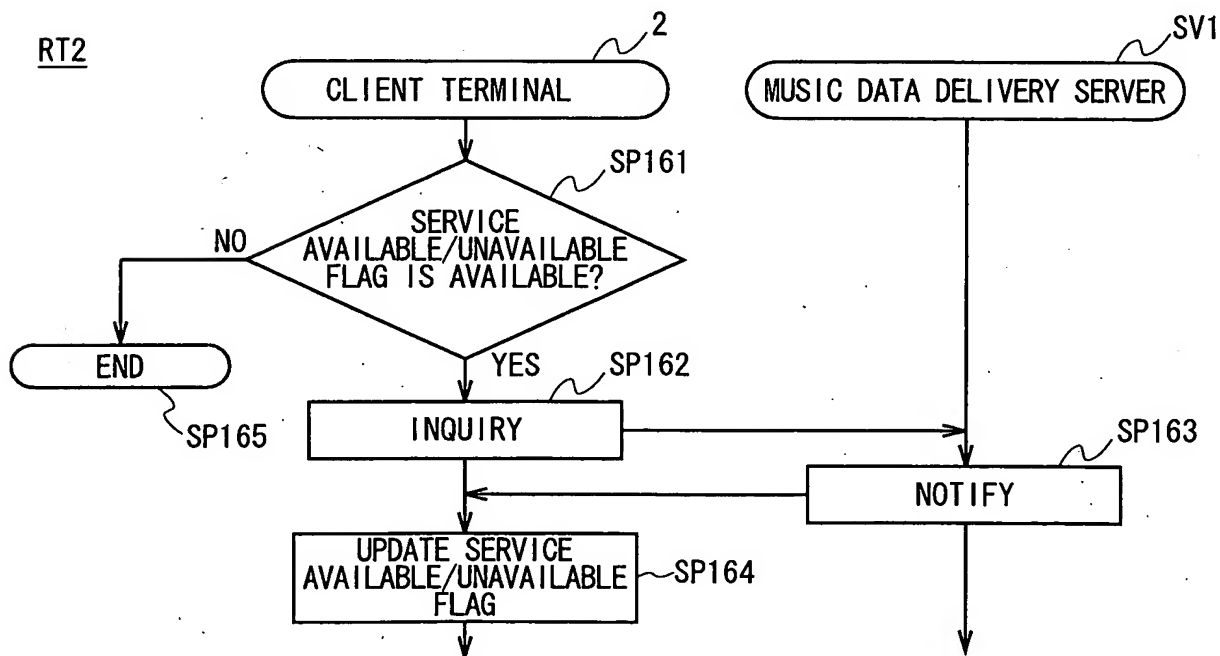 RT2
2
SV1
CLIENT TERMINAL
MUSIC DATA DELIVERY SERVER
SP161
SERVICE
AVAILABLE/UNAVAILABLE
FLAG IS AVAILABLE?
NO
END
YES
SP162
SP165
INQUIRY
SP163
NOTIFY
UPDATE SERVICE
AVAILABLE/UNAVAILABLE
FLAG
SP164